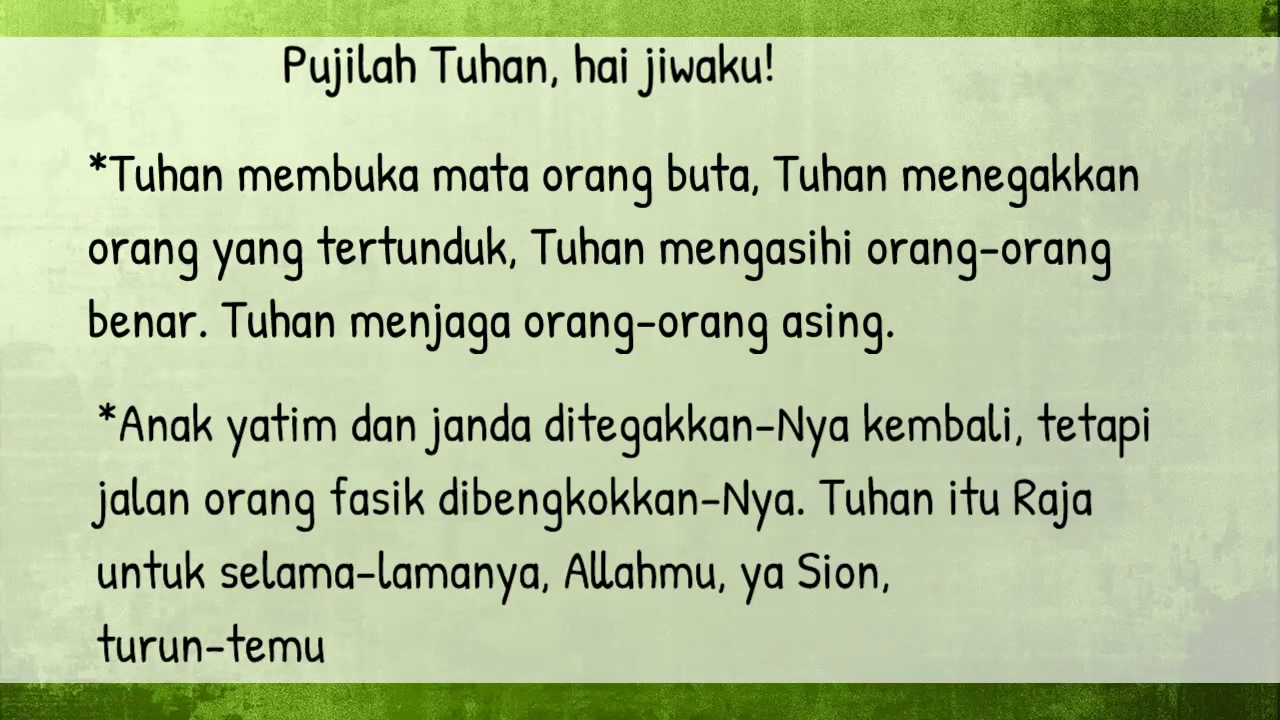 Pujilah Tuhan, hai jiwaku!
*Tuhan membuka mata orang buta, Tuhan menegakkan
orang yang tertunduk, Tuhan mengasihi orang-orang
benar. Tuhan menjaga orang-orang asing.
*Anak yatim dan janda ditegakkan-Nya kembali, tetapi
jalan orang fasik dibengkokkan-Nya. Tuhan itu Raja
untuk selama-lamanya, Allahmu, ya Sion,
turun-temu